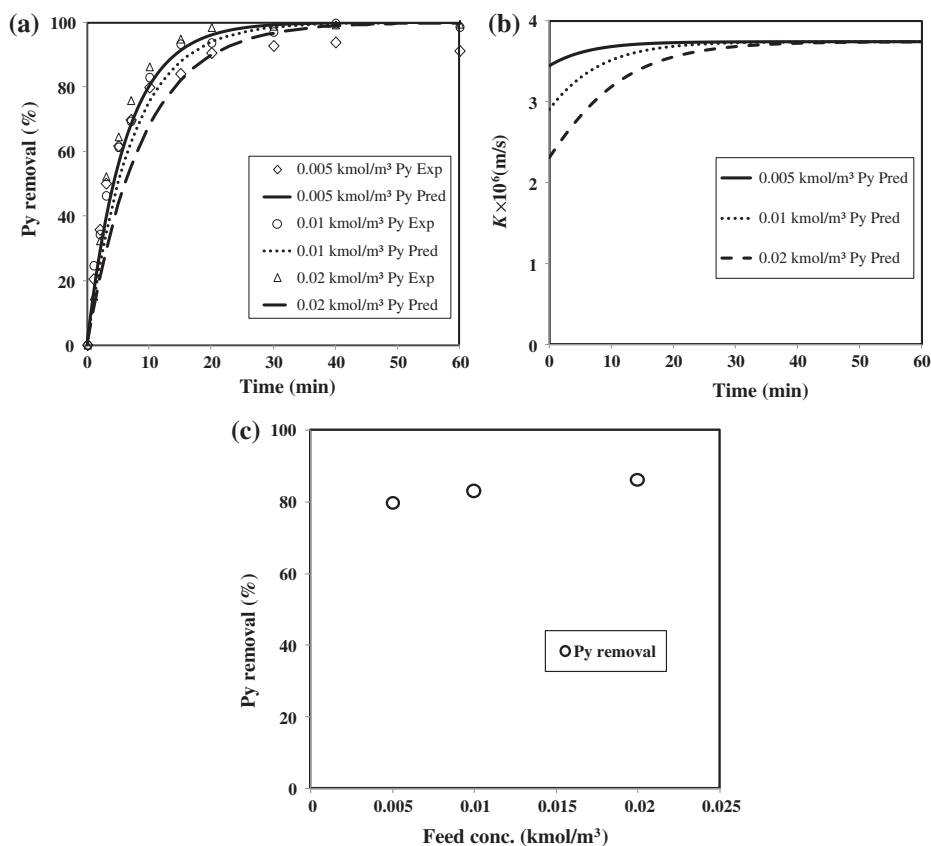 (a)
Py removal (%)
100
80
60
40
20
0
0 10 20 30 40 50 60
Time (min)
0.005 kmol/m³ Py Exp
0.005 kmol/m³ Py Pred
0.01 kmol/m³ Py Exp
0.01 kmol/m³ Py Pred
0.02 kmol/m³ Py Exp
0.02 kmol/m³ Py Pred
(b)
K×10⁶(m/s)
4
3
2
1
0
0 10 20 30 40 50 60
Time (min)
0.005 kmol/m³ Py Pred
0.01 kmol/m³ Py Pred
0.02 kmol/m³ Py Pred
(c)
Py removal (%)
100
80
60
40
20
0
0 0.005 0.01 0.015 0.02 0.025
Feed conc. (kmol/m³)
Py removal